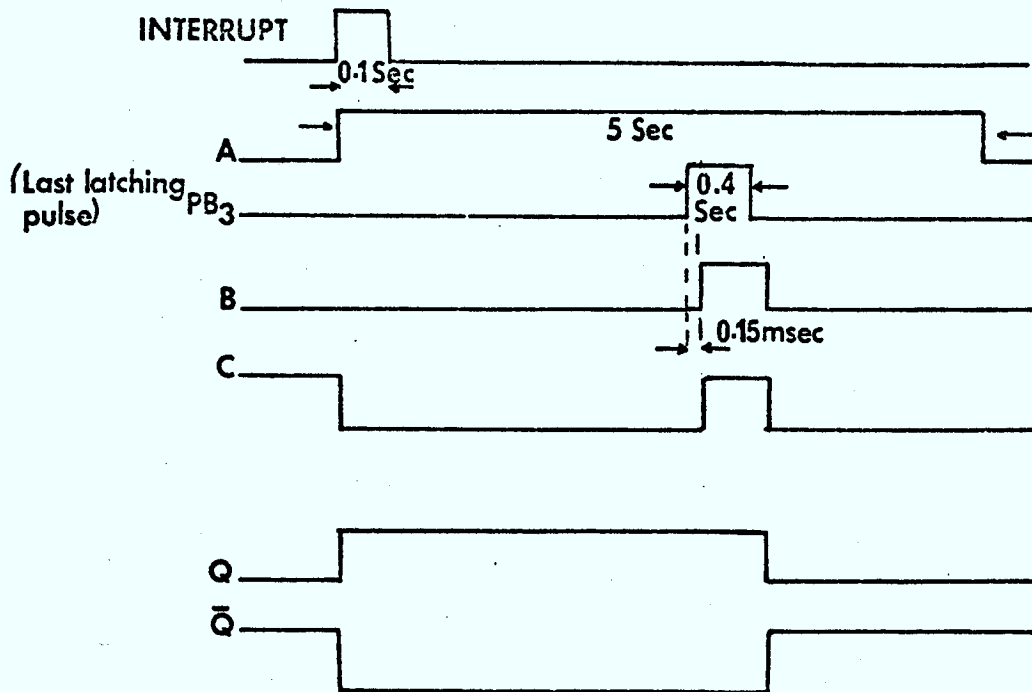 INTERRUPT
0.1 Sec
5 Sec
A
(Last latching
pulse)
PB3
0.4
Sec
B
0.15msec
C
Q
Q̄